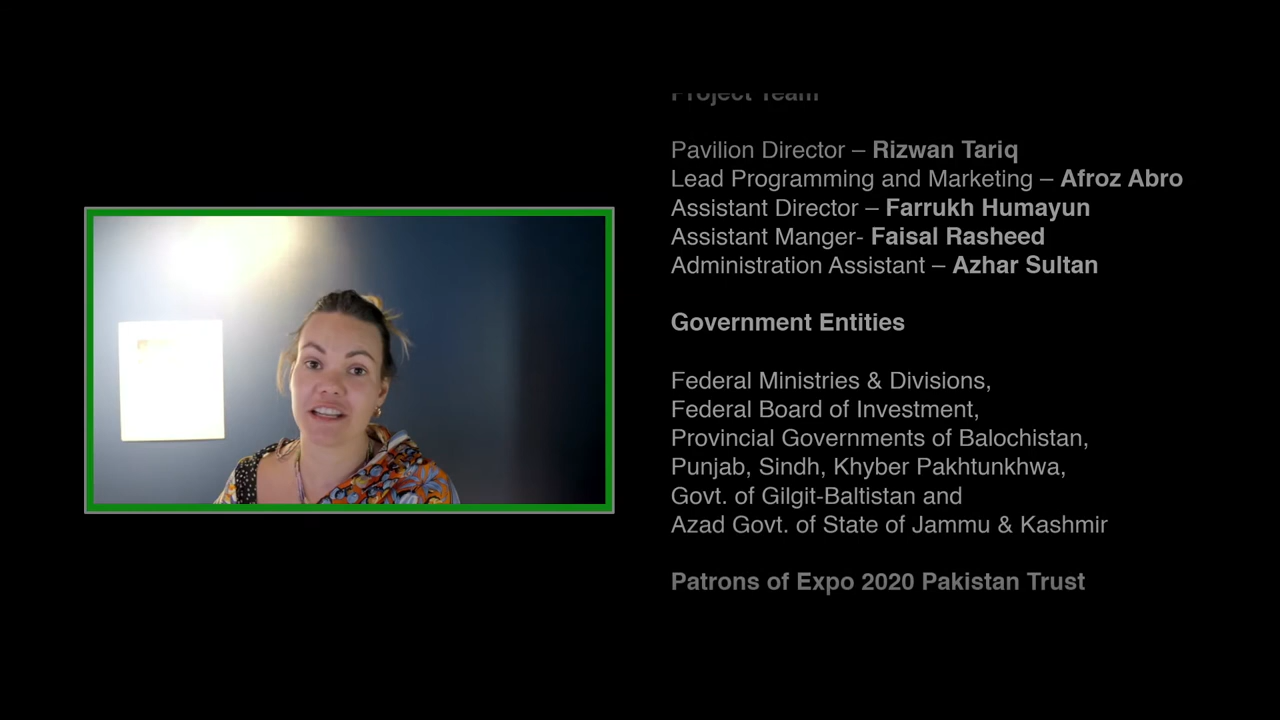 Project Team
Pavilion Director – Rizwan Tariq
Lead Programming and Marketing – Afroz Abro
Assistant Director – Farrukh Humayun
Assistant Manger- Faisal Rasheed
Administration Assistant – Azhar Sultan
Government Entities
Federal Ministries & Divisions,
Federal Board of Investment,
Provincial Governments of Balochistan,
Punjab, Sindh, Khyber Pakhtunkhwa,
Govt. of Gilgit-Baltistan and
Azad Govt. of State of Jammu & Kashmir
Patrons of Expo 2020 Pakistan Trust